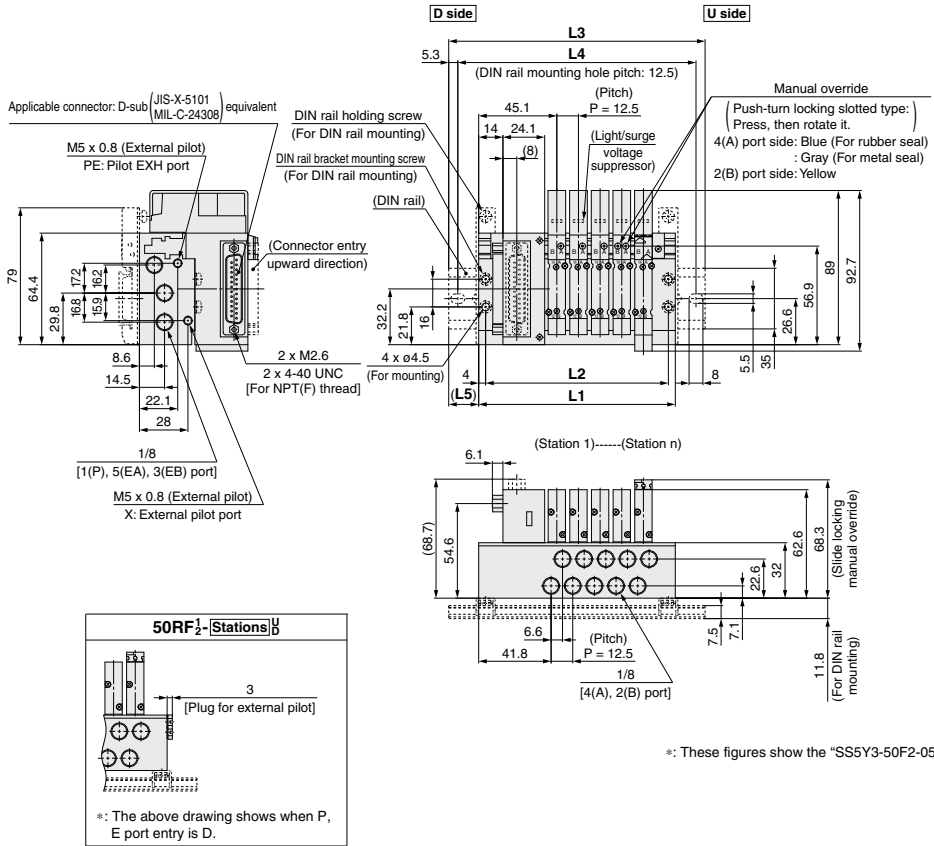 D side
U side
L3
5.3
L4
(DIN rail mounting hole pitch: 12.5)
Applicable connector: D-sub (JIS-X-5101 MIL-C-24308) equivalent
M5 x 0.8 (External pilot)
PE: Pilot EXH port
DIN rail holding screw
(For DIN rail mounting)
DIN rail bracket mounting screw
(For DIN rail mounting)
(DIN rail)
45.1
(Pitch)
P = 12.5
14
24.1
(8)
(Light/surge
voltage
suppressor)
Manual override
(Push-turn locking slotted type:
Press, then rotate it.)
4(A) port side: Blue (For rubber seal)
: Gray (For metal seal)
2(B) port side: Yellow
(Connector entry
upward direction)
79
64.4
29.8
17.2
16.2
16.8
15.9
8.6
14.5
22.1
28
2 x M2.6
2 x 4-40 UNC
[For NPT(F) thread]
1/8
[1(P), 5(EA), 3(EB) port]
M5 x 0.8 (External pilot)
X: External pilot port
32.2
21.8
16
4 x ø4.5
(For mounting)
4
(L5)
L2
L1
8
5.5
35
26.6
56.9
89
92.7
(Station 1)------(Station n)
6.1
(68.7)
54.6
41.8
6.6
(Pitch)
P = 12.5
1/8
[4(A), 2(B) port]
7.5
7.1
22.6
32
62.6
68.3
(Slide locking
manual override)
11.8
(For DIN rail
mounting)
50RF1/2-Stations U/D
3
[Plug for external pilot]
*: The above drawing shows when P,
E port entry is D.
*: These figures show the “SS5Y3-50F2-05